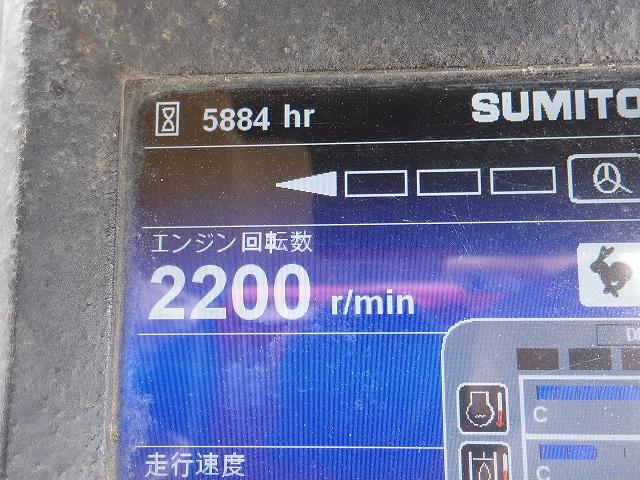 5884 hr SUMITO
エンジン回転数
2200 r/min
C
走行速度
C